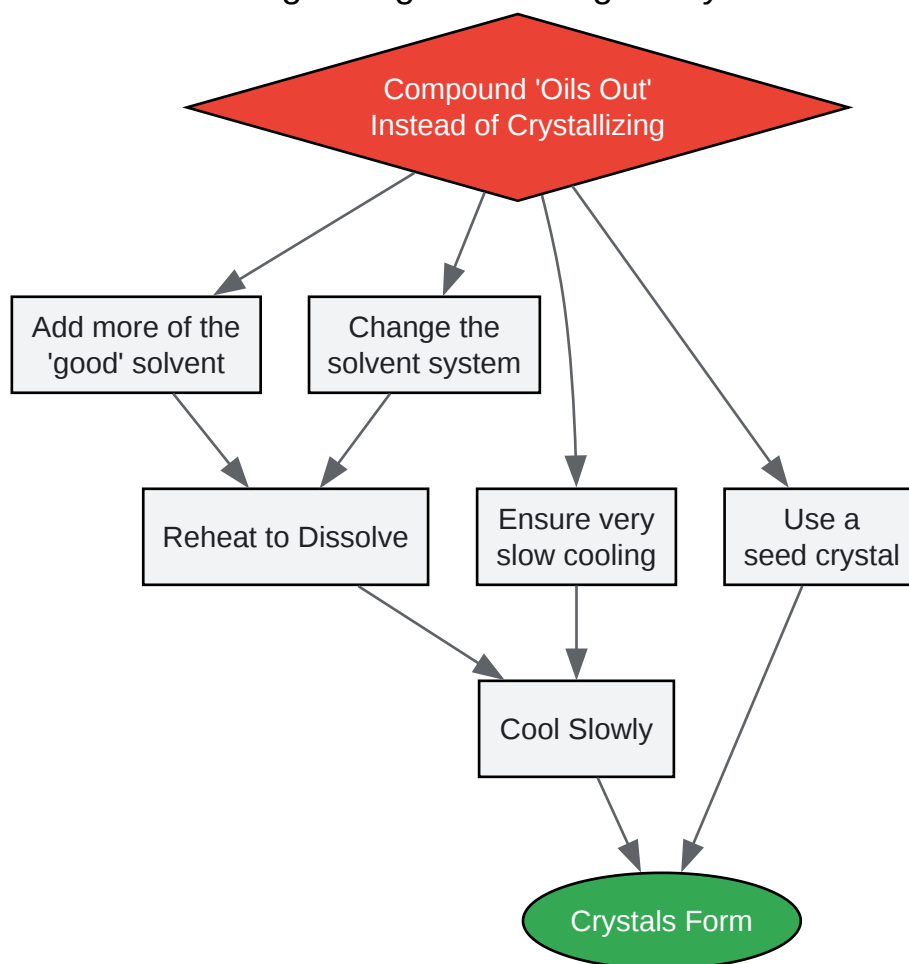 Compound 'Oils Out'
Instead of Crystallizing
Add more of the
'good' solvent
Change the
solvent system
Reheat to Dissolve
Ensure very
slow cooling
Use a
seed crystal
Cool Slowly
Crystals Form